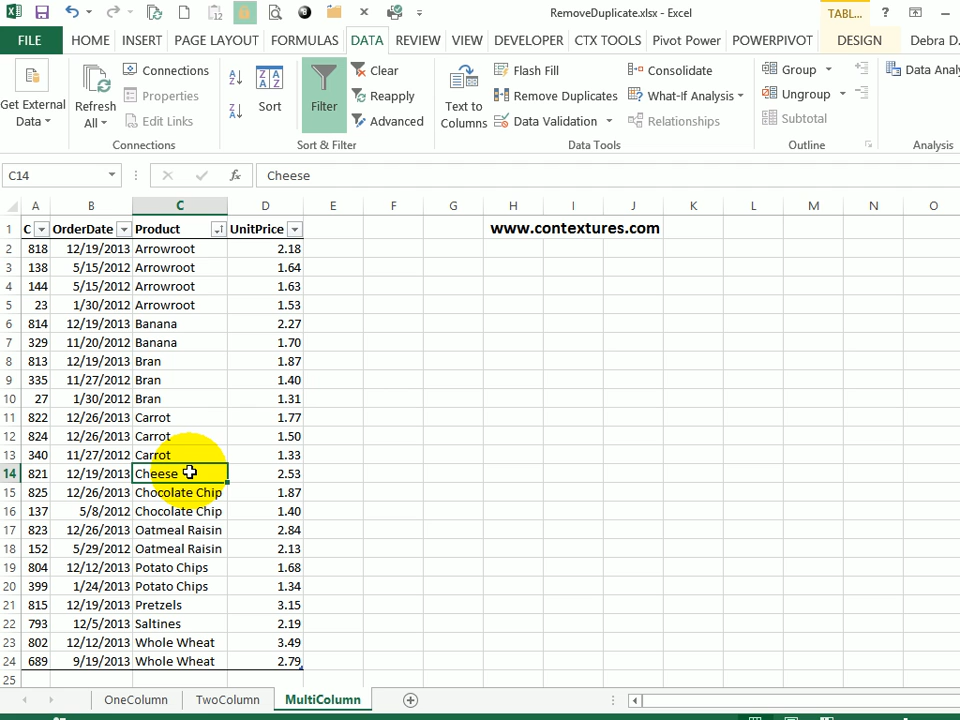 RemoveDuplicate.xlsx - Excel
TABL...
?
FILE HOME INSERT PAGE LAYOUT FORMULAS DATA REVIEW VIEW DEVELOPER CTX TOOLS Pivot Power POWERPIVOT DESIGN Debra D.
Get External Data
Refresh All
Connections
Properties
Edit Links
Connections
Sort
Filter
Clear
Reapply
Advanced
Sort & Filter
Text to Columns
Flash Fill
Remove Duplicates
Data Validation
Consolidate
What-If Analysis
Relationships
Data Tools
Group
Ungroup
Subtotal
Outline
Data Analy
Analysis
C14 fx Cheese
A B C D E F G H I J K L M N O
1 C OrderDate Product UnitPrice www.contextures.com
2 818 12/19/2013 Arrowroot 2.18
3 138 5/15/2012 Arrowroot 1.64
4 144 5/15/2012 Arrowroot 1.63
5 23 1/30/2012 Arrowroot 1.53
6 814 12/19/2013 Banana 2.27
7 329 11/20/2012 Banana 1.70
8 813 12/19/2013 Bran 1.87
9 335 11/27/2012 Bran 1.40
10 27 1/30/2012 Bran 1.31
11 822 12/26/2013 Carrot 1.77
12 824 12/26/2013 Carrot 1.50
13 340 11/27/2012 Carrot 1.33
14 821 12/19/2013 Cheese 2.53
15 825 12/26/2013 Chocolate Chip 1.87
16 137 5/8/2012 Chocolate Chip 1.40
17 823 12/26/2013 Oatmeal Raisin 2.84
18 152 5/29/2012 Oatmeal Raisin 2.13
19 804 12/12/2013 Potato Chips 1.68
20 399 1/24/2012 Potato Chips 1.34
21 815 12/19/2013 Pretzels 3.15
22 793 12/5/2013 Saltines 2.19
23 802 12/12/2013 Whole Wheat 3.49
24 689 9/19/2013 Whole Wheat 2.79
25
OneColumn TwoColumn MultiColumn